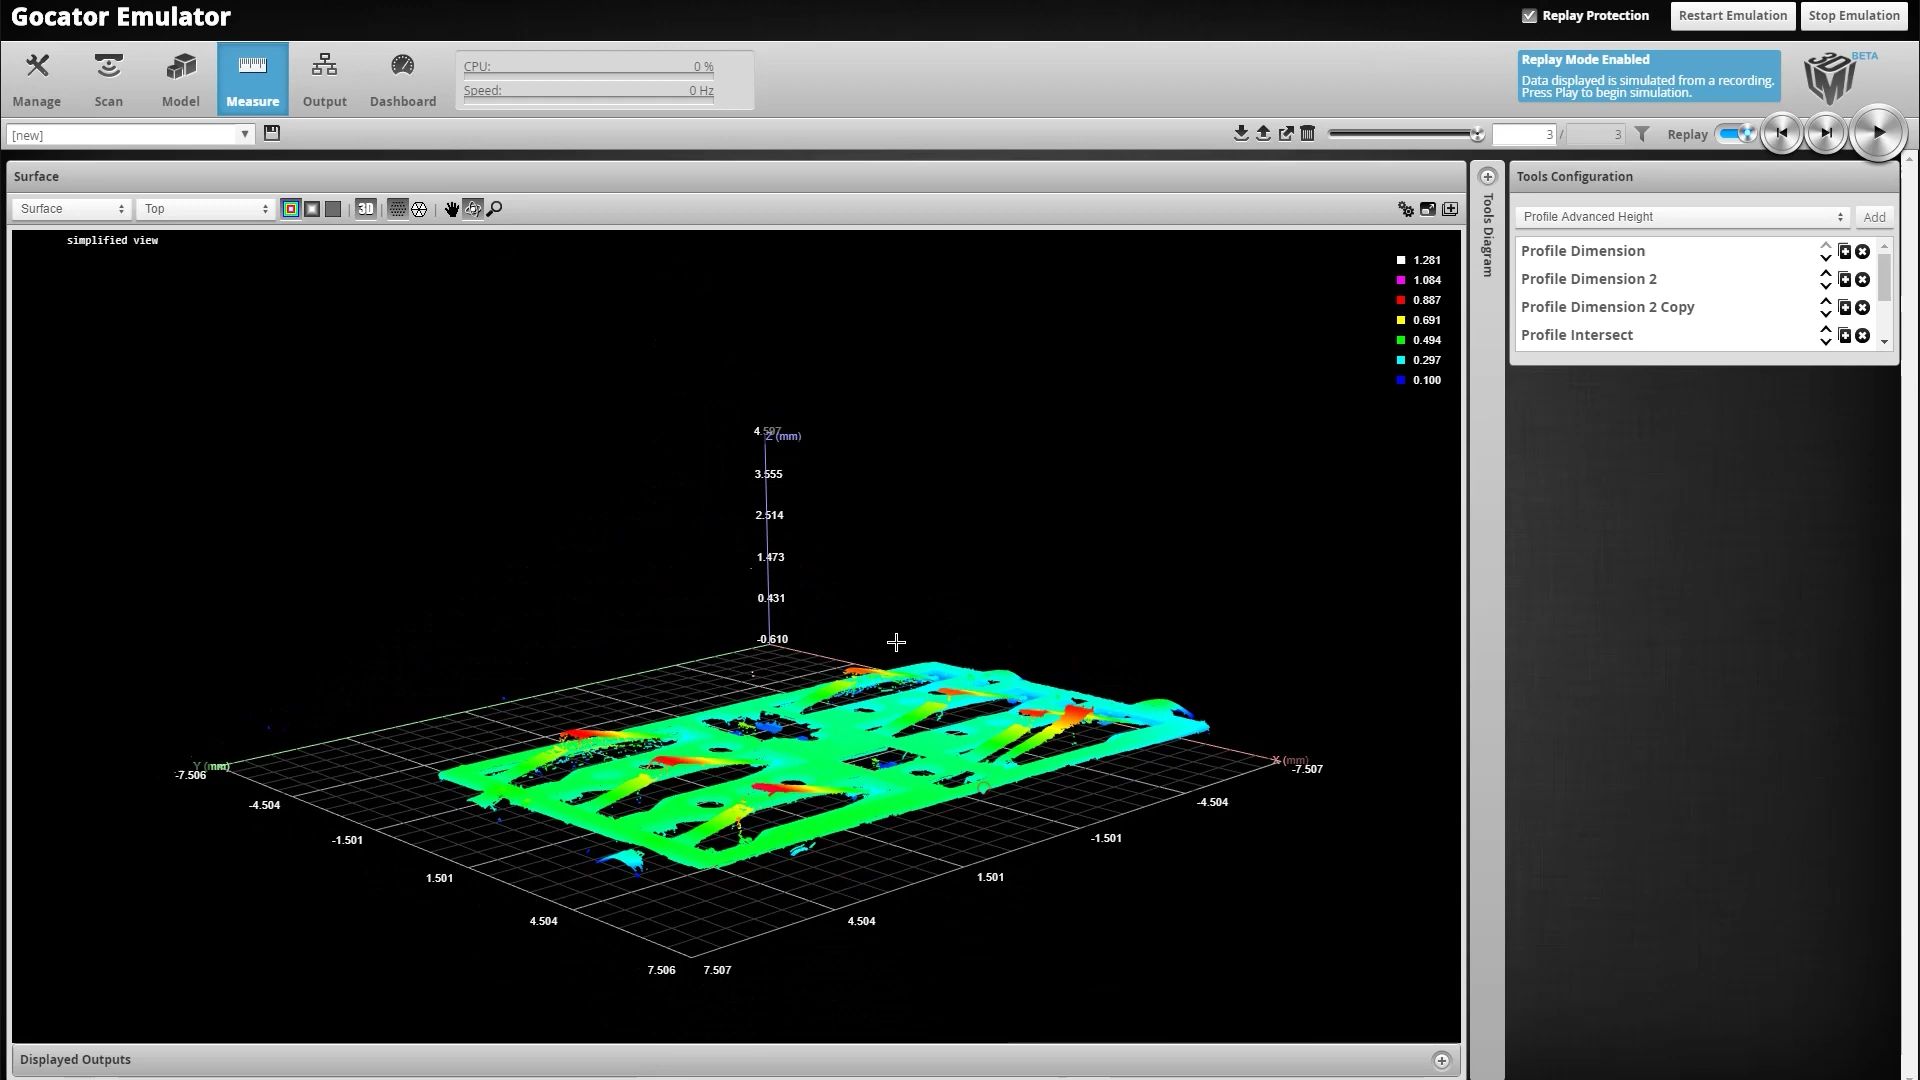 Gocator Emulator
Replay Protection
Restart Emulation
Stop Emulation
Manage
Scan
Model
Measure
Output
Dashboard
CPU: 0 %
Speed: 0 Hz
Replay Mode Enabled
Data displayed is simulated from a recording.
Press Play to begin simulation.
3D
BETA
[new]
3 / 3
Replay
Surface
Surface
Top
3D
Tools Diagram
Tools Configuration
Profile Advanced Height
Add
Profile Dimension
Profile Dimension 2
Profile Dimension 2 Copy
Profile Intersect
simplified view
1.281
1.084
0.887
0.691
0.494
0.297
0.100
4.597
Z (mm)
3.555
2.514
1.473
0.431
-0.610
Y (mm)
-7.506
-4.504
-1.501
1.501
4.504
7.506
X (mm)
-7.507
-4.504
-1.501
1.501
4.504
7.507
Displayed Outputs